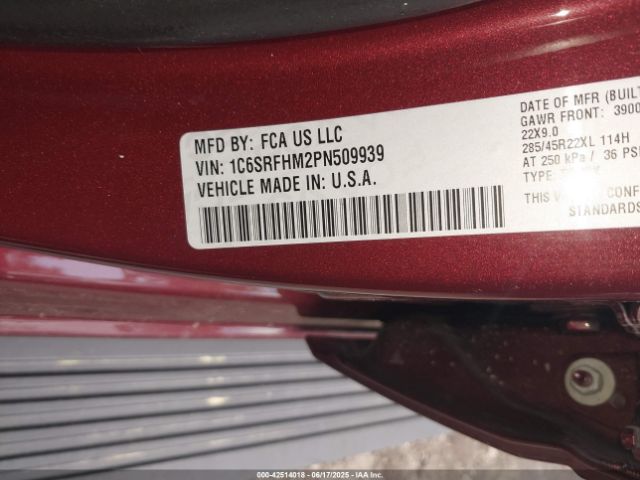 MFD BY: FCA US LLC
VIN: 1C6SRFHM2PN509939
VEHICLE MADE IN: U.S.A.
DATE OF MFR (BUILT
GAWR FRONT: 3900
22X9.0
285/45R22XL 114H
AT 250 kPa / 36 PSI
TYPE:
THIS CONF
STANDARDS
000-42514018 - 06/17/2025 - IAA Inc.